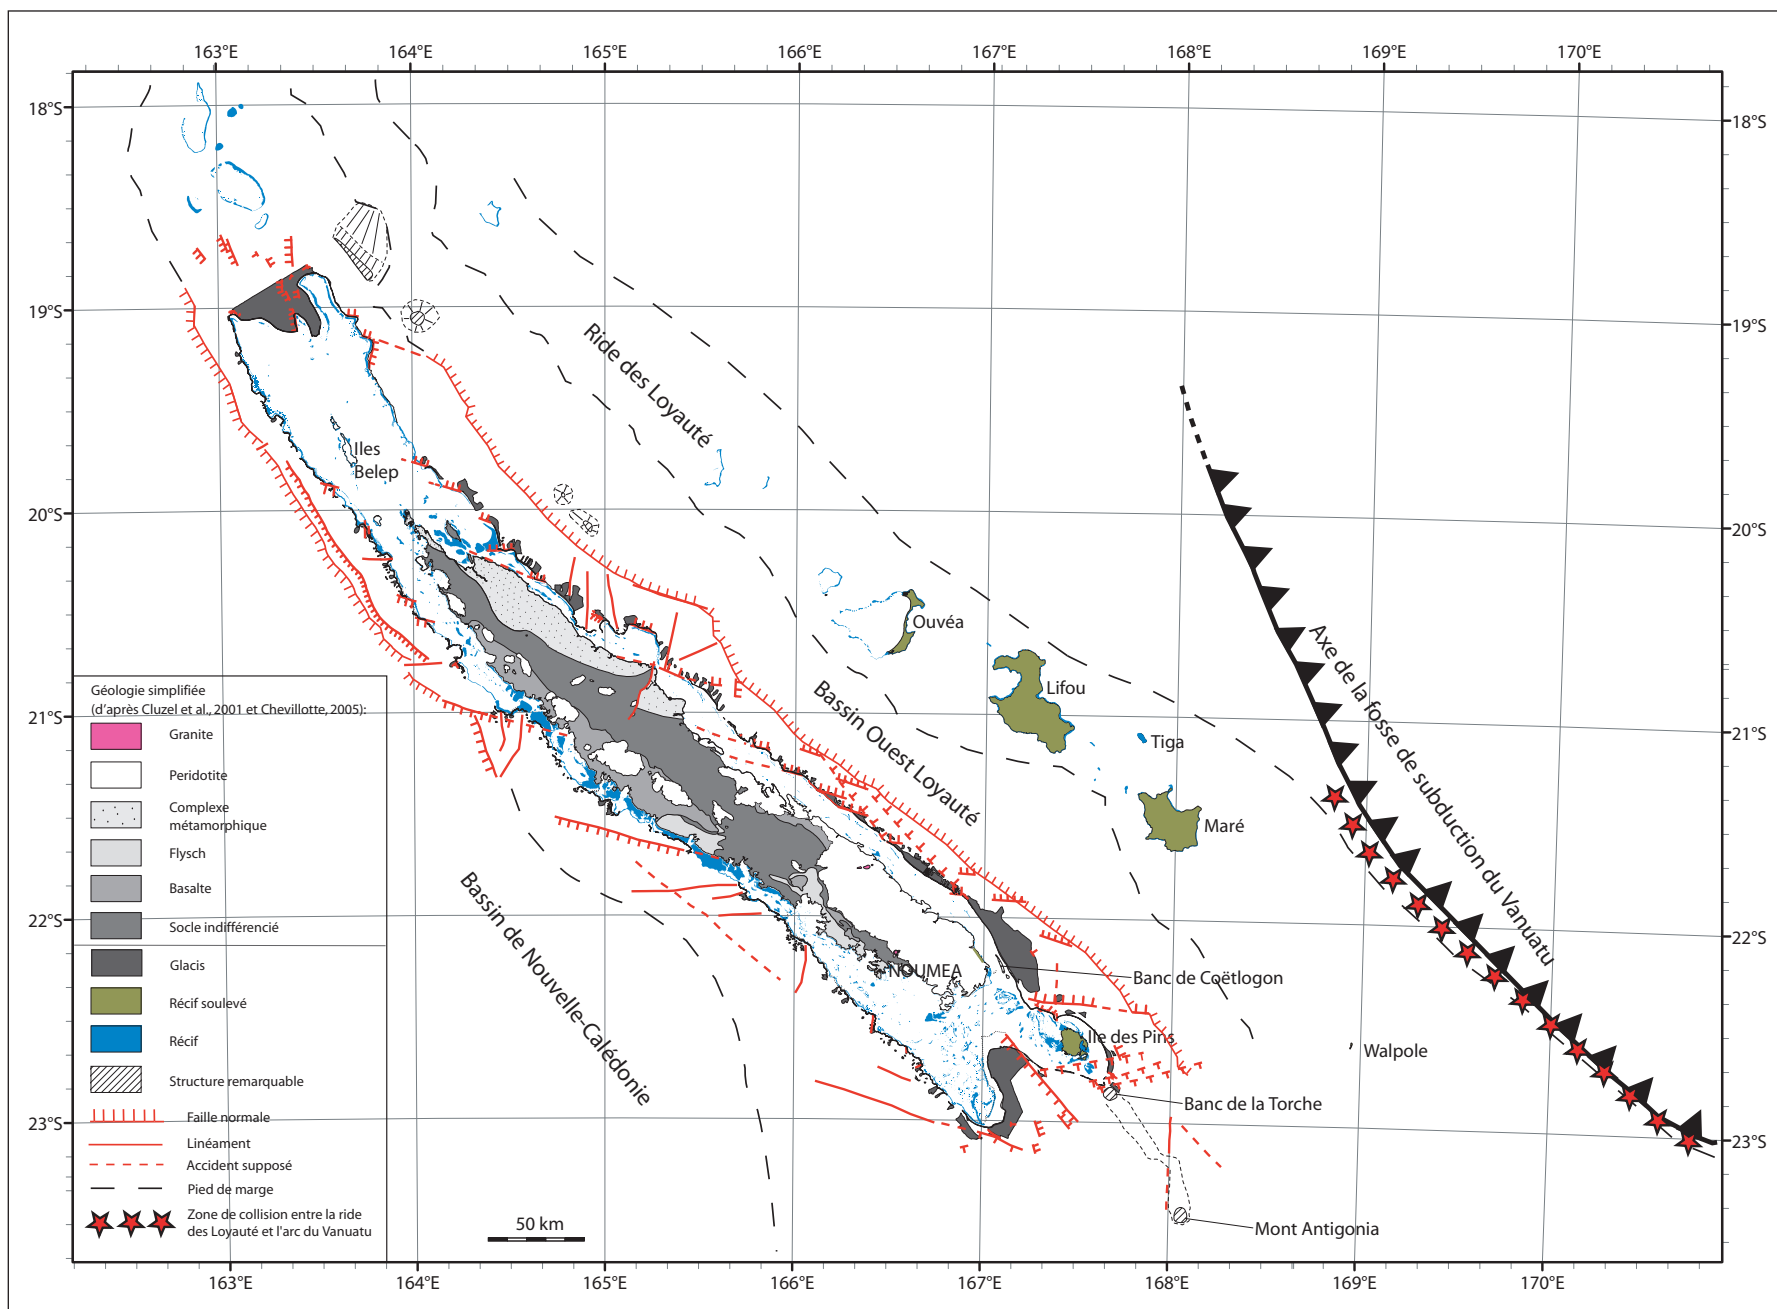 163°E 164°E 165°E 166°E 167°E 168°E 169°E 170°E
18°S
18°S
19°S
19°S
Ride des Loyauté
Iles
Belep
20°S
20°S
Ouvéa
Lifou
Axe de la fosse de subduction du Vanuatu
Bassin Ouest Loyauté
21°S
21°S
Tiga
Maré
Bassin de Nouvelle-Calédonie
22°S
22°S
NOUMEA
Banc de Coëtlogon
Ile des Pins
Walpole
Banc de la Torche
23°S
23°S
Mont Antigonia
50 km
Géologie simplifiée
(d'après Cluzel et al., 2001 et Chevillotte, 2005):
Granite
Peridotite
Complexe
métamorphique
Flysch
Basalte
Socle indifférencié
Glacis
Récif soulevé
Récif
Structure remarquable
Faille normale
Linéament
Accident supposé
Pied de marge
Zone de collision entre la ride
des Loyauté et l'arc du Vanuatu
163°E 164°E 165°E 166°E 167°E 168°E 169°E 170°E